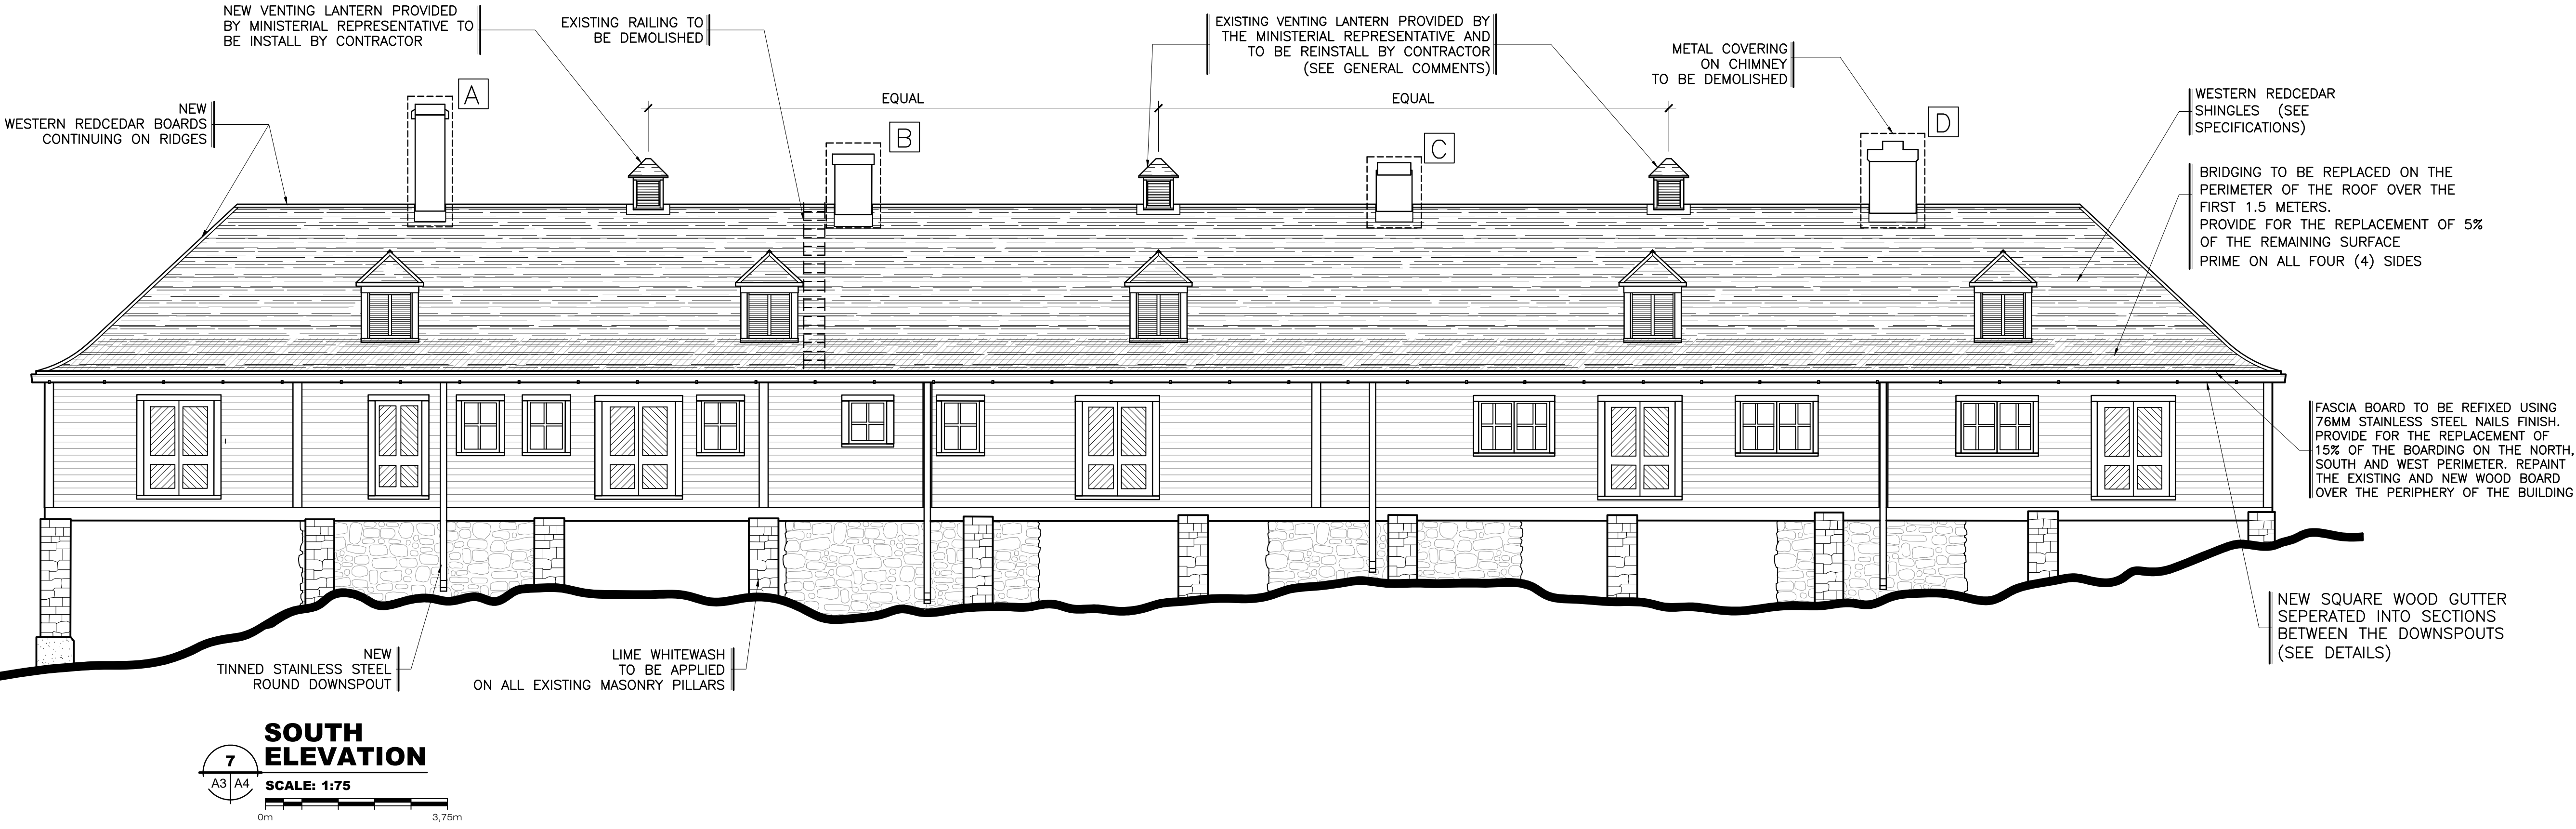 NEW VENTING LANTERN PROVIDED
BY MINISTERIAL REPRESENTATIVE TO
BE INSTALL BY CONTRACTOR
EXISTING RAILING TO
BE DEMOLISHED
EXISTING VENTING LANTERN PROVIDED BY
THE MINISTERIAL REPRESENTATIVE AND
TO BE REINSTALL BY CONTRACTOR
(SEE GENERAL COMMENTS)
METAL COVERING
ON CHIMNEY
TO BE DEMOLISHED
NEW
WESTERN REDCEDAR BOARDS
CONTINUING ON RIDGES
A
B
EQUAL
EQUAL
C
D
WESTERN REDCEDAR
SHINGLES (SEE
SPECIFICATIONS)
BRIDGING TO BE REPLACED ON THE
PERIMETER OF THE ROOF OVER THE
FIRST 1.5 METERS.
PROVIDE FOR THE REPLACEMENT OF 5%
OF THE REMAINING SURFACE
PRIME ON ALL FOUR (4) SIDES
FASCIA BOARD TO BE REFIXED USING
76MM STAINLESS STEEL NAILS FINISH.
PROVIDE FOR THE REPLACEMENT OF
15% OF THE BOARDING ON THE NORTH,
SOUTH AND WEST PERIMETER. REPAINT
THE EXISTING AND NEW WOOD BOARD
OVER THE PERIPHERY OF THE BUILDING
NEW SQUARE WOOD GUTTER
SEPERATED INTO SECTIONS
BETWEEN THE DOWNSPOUTS
(SEE DETAILS)
NEW
TINNED STAINLESS STEEL
ROUND DOWNSPOUT
LIME WHITEWASH
TO BE APPLIED
ON ALL EXISTING MASONRY PILLARS
SOUTH
ELEVATION
7
A3 A4
SCALE: 1:75
0m 3,75m